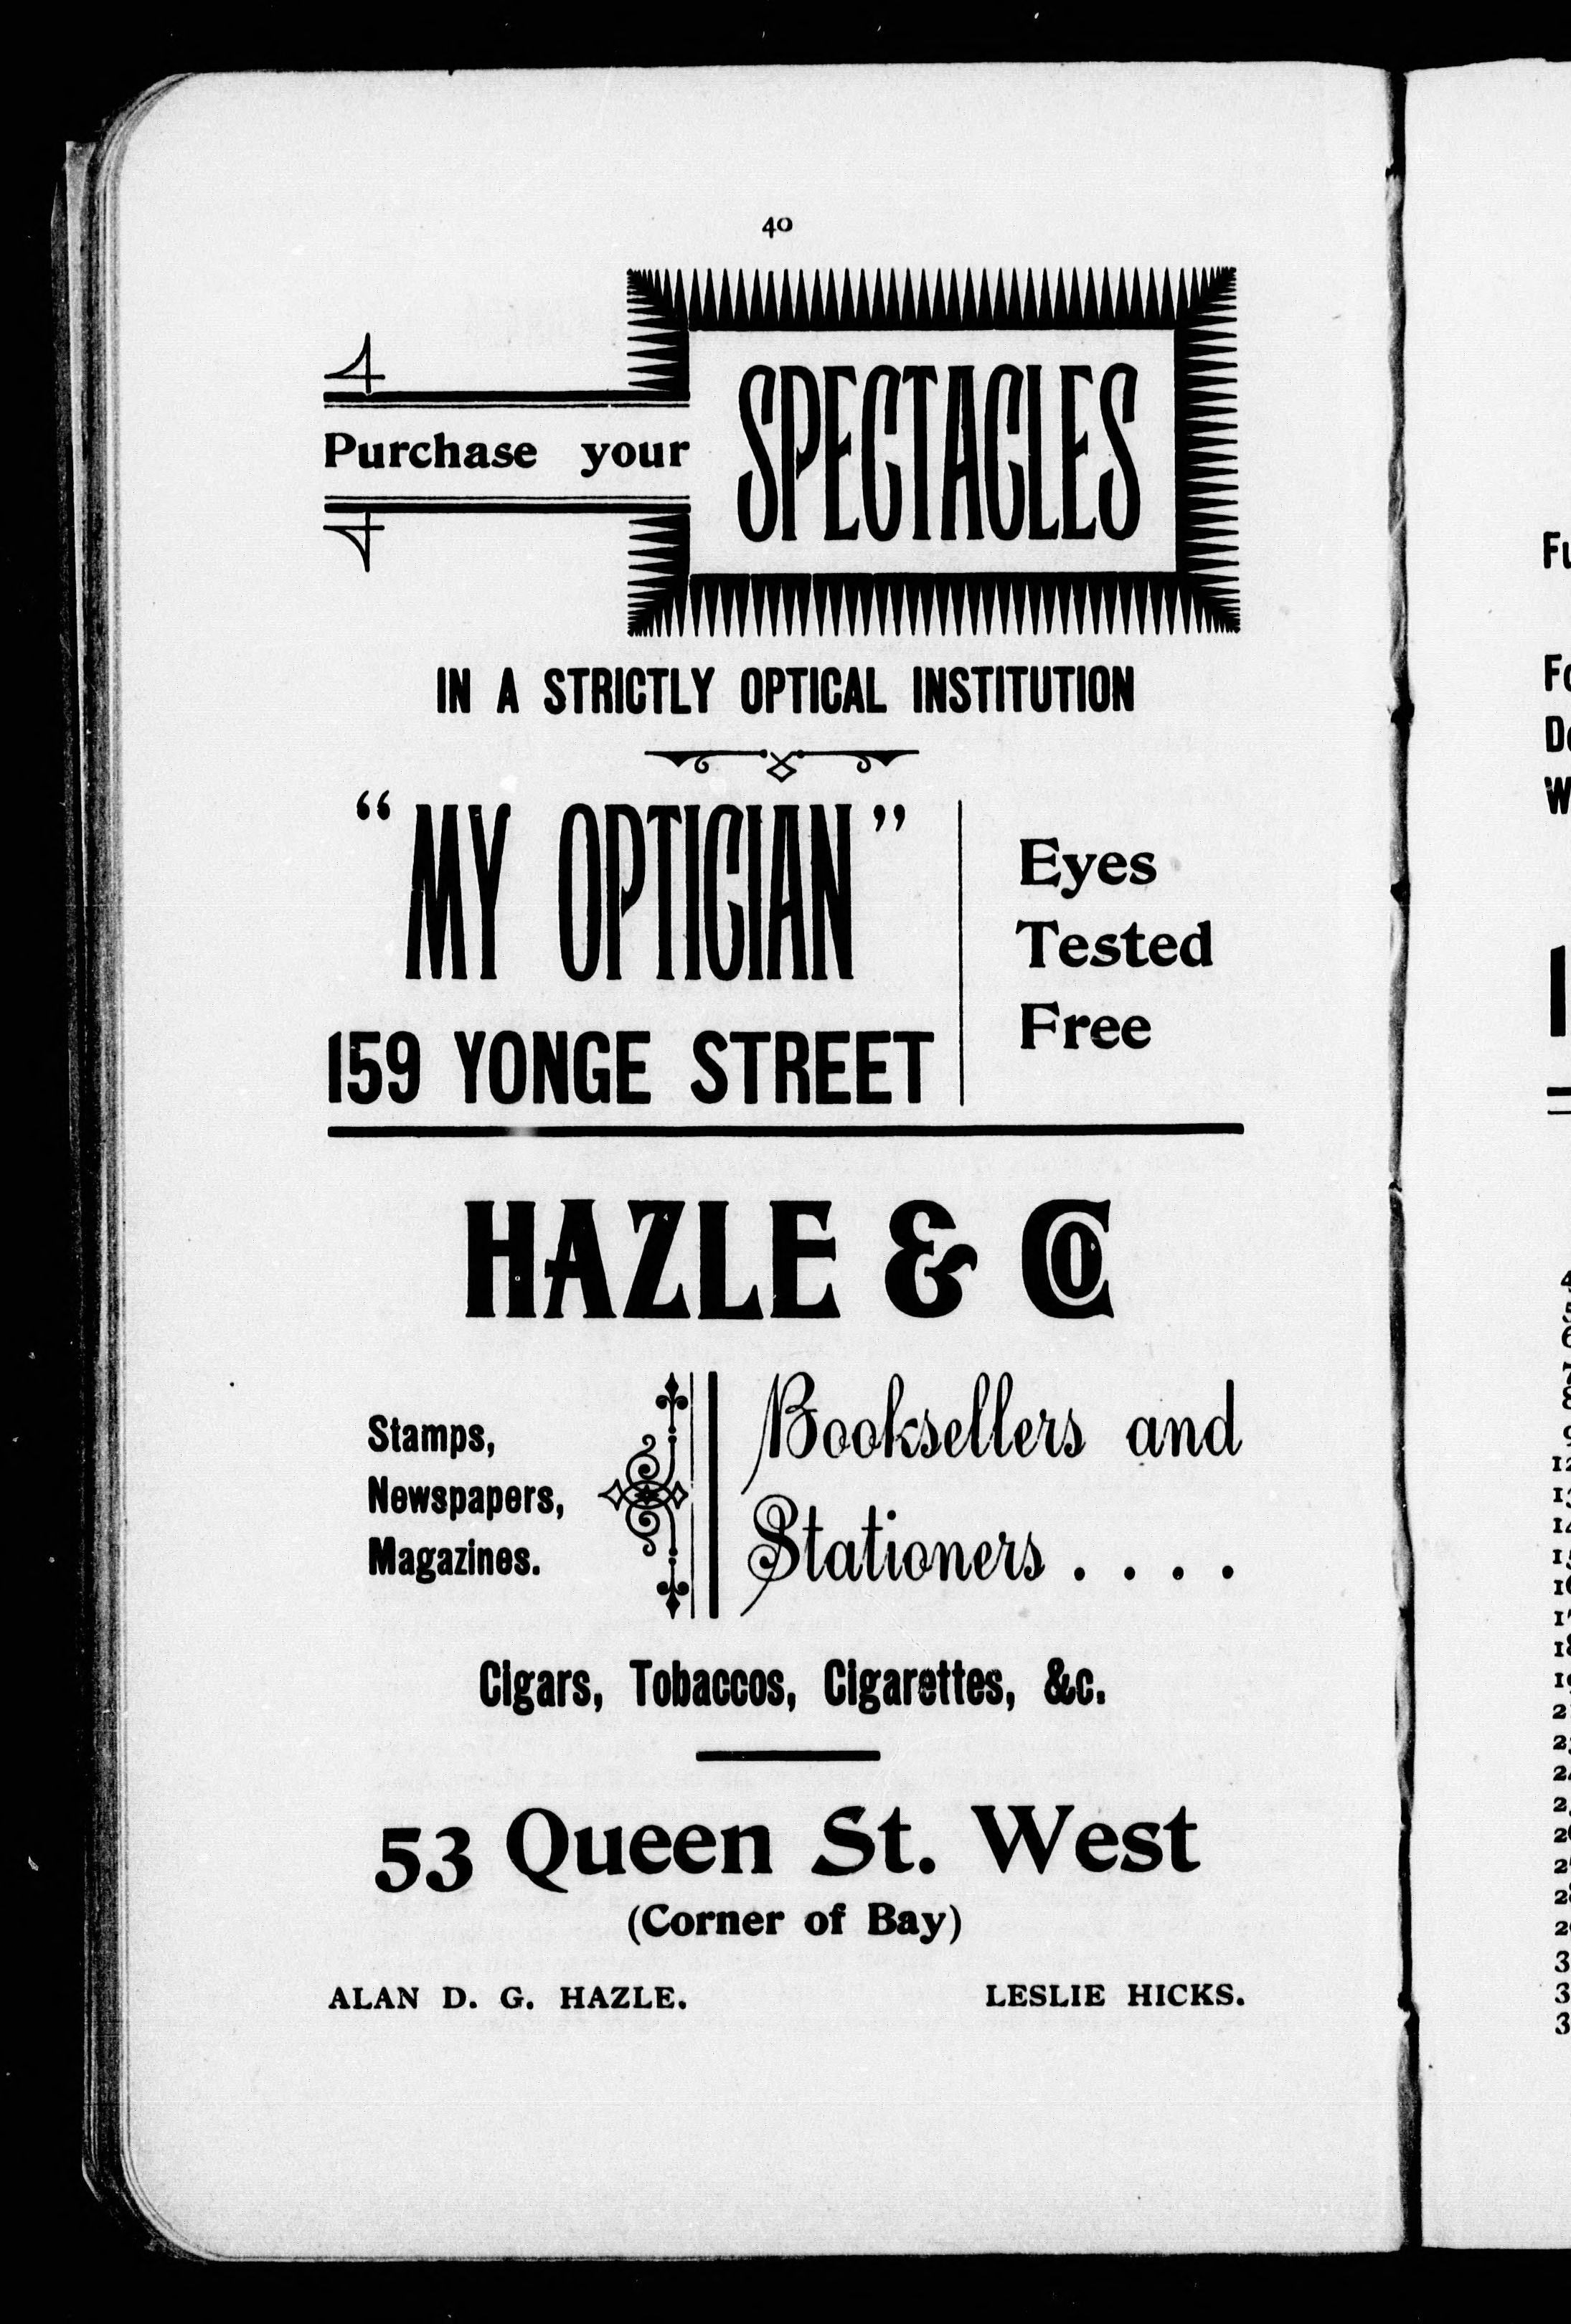 40
Purchase your SPECTACLES
IN A STRICTLY OPTICAL INSTITUTION
“MY OPTICIAN”
159 YONGE STREET
Eyes
Tested
Free
HAZLE & CO
Stamps,
Newspapers,
Magazines.
Booksellers and
Stationers . . . .
Cigars, Tobaccos, Cigarettes, &c.
53 Queen St. West
(Corner of Bay)
ALAN D. G. HAZLE. LESLIE HICKS.